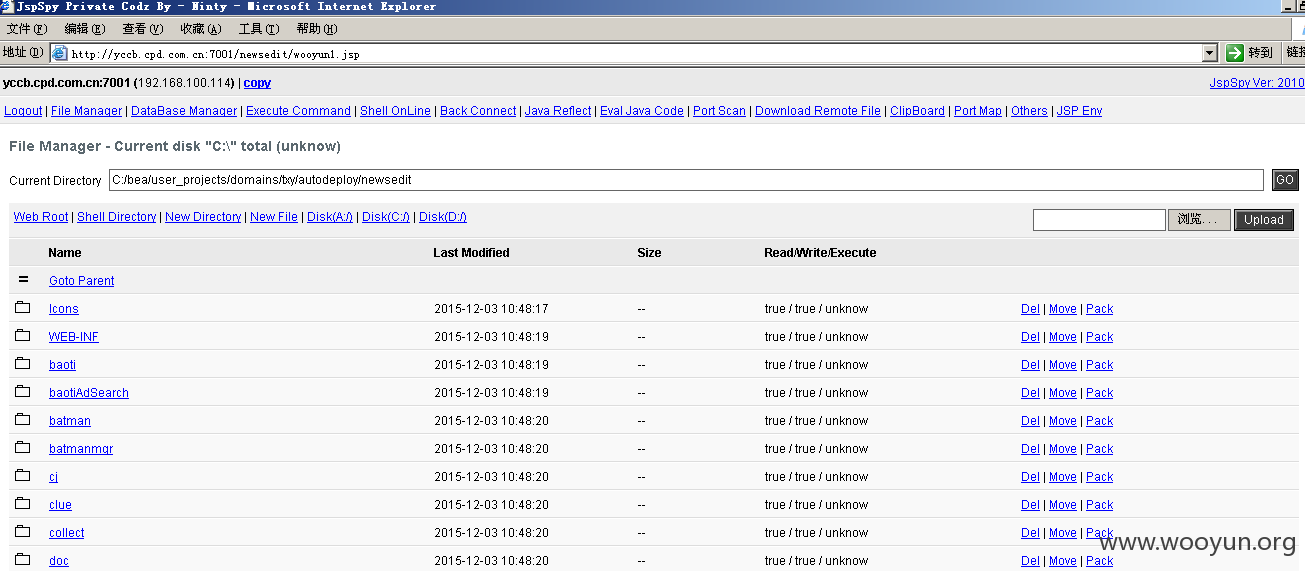 JspSpy Private Codz By - Ninty - Microsoft Internet Explorer
文件(F) 编辑(E) 查看(V) 收藏(A) 工具(T) 帮助(H)
地址(D) http://yccb.cpd.com.cn:7001/newsedit/wooyun1.jsp 转到 链接
yccb.cpd.com.cn:7001 (192.168.100.114) | copy JspSpy Ver: 2010
Logout | File Manager | DataBase Manager | Execute Command | Shell OnLine | Back Connect | Java Reflect | Eval Java Code | Port Scan | Download Remote File | ClipBoard | Port Map | Others | JSP Env
File Manager - Current disk "C:\" total (unknow)
Current Directory C:/bea/user_projects/domains/txy/autodeploy/newsedit GO
Web Root | Shell Directory | New Directory | New File | Disk(A:/) | Disk(C:/) | Disk(D:/) 浏览... Upload
Name Last Modified Size Read/Write/Execute
= Goto Parent
Icons 2015-12-03 10:48:17 -- true / true / unknow Del | Move | Pack
WEB-INF 2015-12-03 10:48:19 -- true / true / unknow Del | Move | Pack
baoti 2015-12-03 10:48:19 -- true / true / unknow Del | Move | Pack
baotiAdSearch 2015-12-03 10:48:19 -- true / true / unknow Del | Move | Pack
batman 2015-12-03 10:48:20 -- true / true / unknow Del | Move | Pack
batmanmgr 2015-12-03 10:48:20 -- true / true / unknow Del | Move | Pack
cj 2015-12-03 10:48:20 -- true / true / unknow Del | Move | Pack
clue 2015-12-03 10:48:20 -- true / true / unknow Del | Move | Pack
collect 2015-12-03 10:48:20 -- true / true / unknow Del | Move | Pack
doc 2015-12-03 10:48:20 -- true / true / unknow Del | Move | Pack
www.wooyun.org